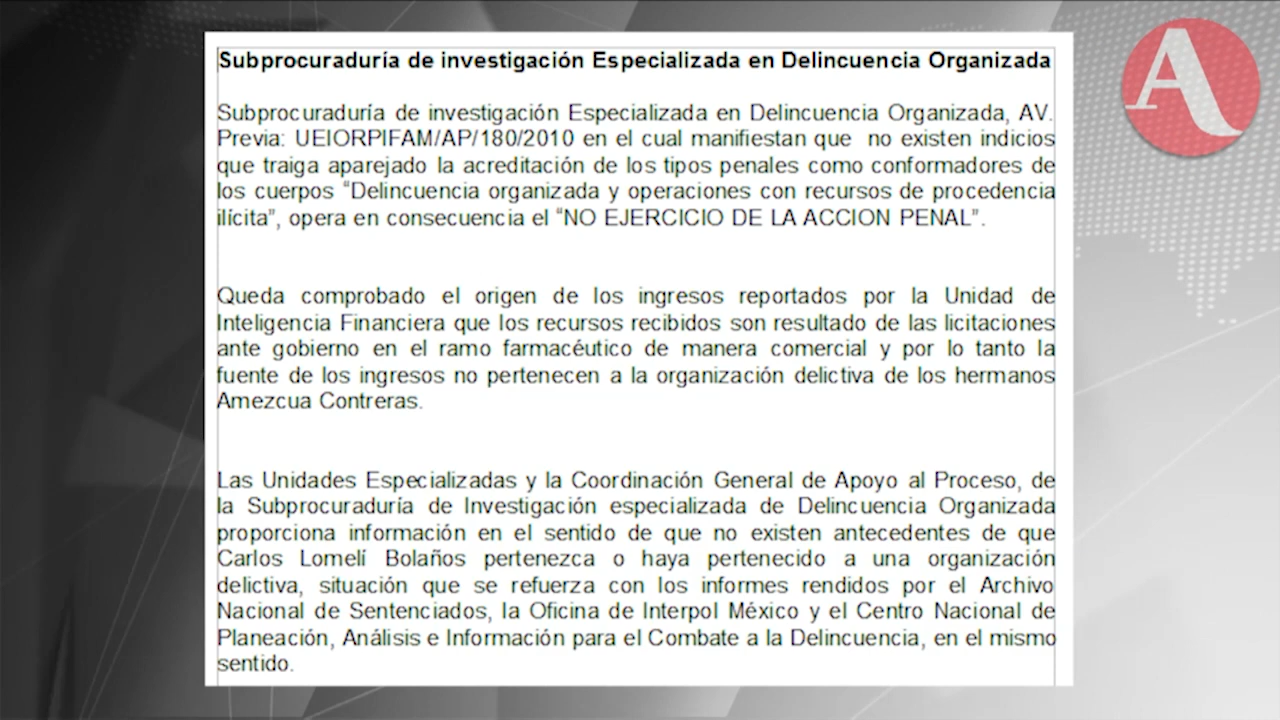 Subprocuraduría de investigación Especializada en Delincuencia Organizada
Subprocuraduría de investigación Especializada en Delincuencia Organizada, AV.
Previa: UEIORPIFAM/AP/180/2010 en el cual manifiestan que no existen indicios
que traiga aparejado la acreditación de los tipos penales como conformadores de
los cuerpos “Delincuencia organizada y operaciones con recursos de procedencia
ilícita”, opera en consecuencia el “NO EJERCICIO DE LA ACCION PENAL”.
Queda comprobado el origen de los ingresos reportados por la Unidad de
Inteligencia Financiera que los recursos recibidos son resultado de las licitaciones
ante gobierno en el ramo farmacéutico de manera comercial y por lo tanto la
fuente de los ingresos no pertenecen a la organización delictiva de los hermanos
Amezcua Contreras.
Las Unidades Especializadas y la Coordinación General de Apoyo al Proceso, de
la Subprocuraduría de Investigación especializada de Delincuencia Organizada
proporciona información en el sentido de que no existen antecedentes de que
Carlos Lomelí Bolaños pertenezca o haya pertenecido a una organización
delictiva, situación que se refuerza con los informes rendidos por el Archivo
Nacional de Sentenciados, la Oficina de Interpol México y el Centro Nacional de
Planeación, Análisis e Información para el Combate a la Delincuencia, en el mismo
sentido.
A